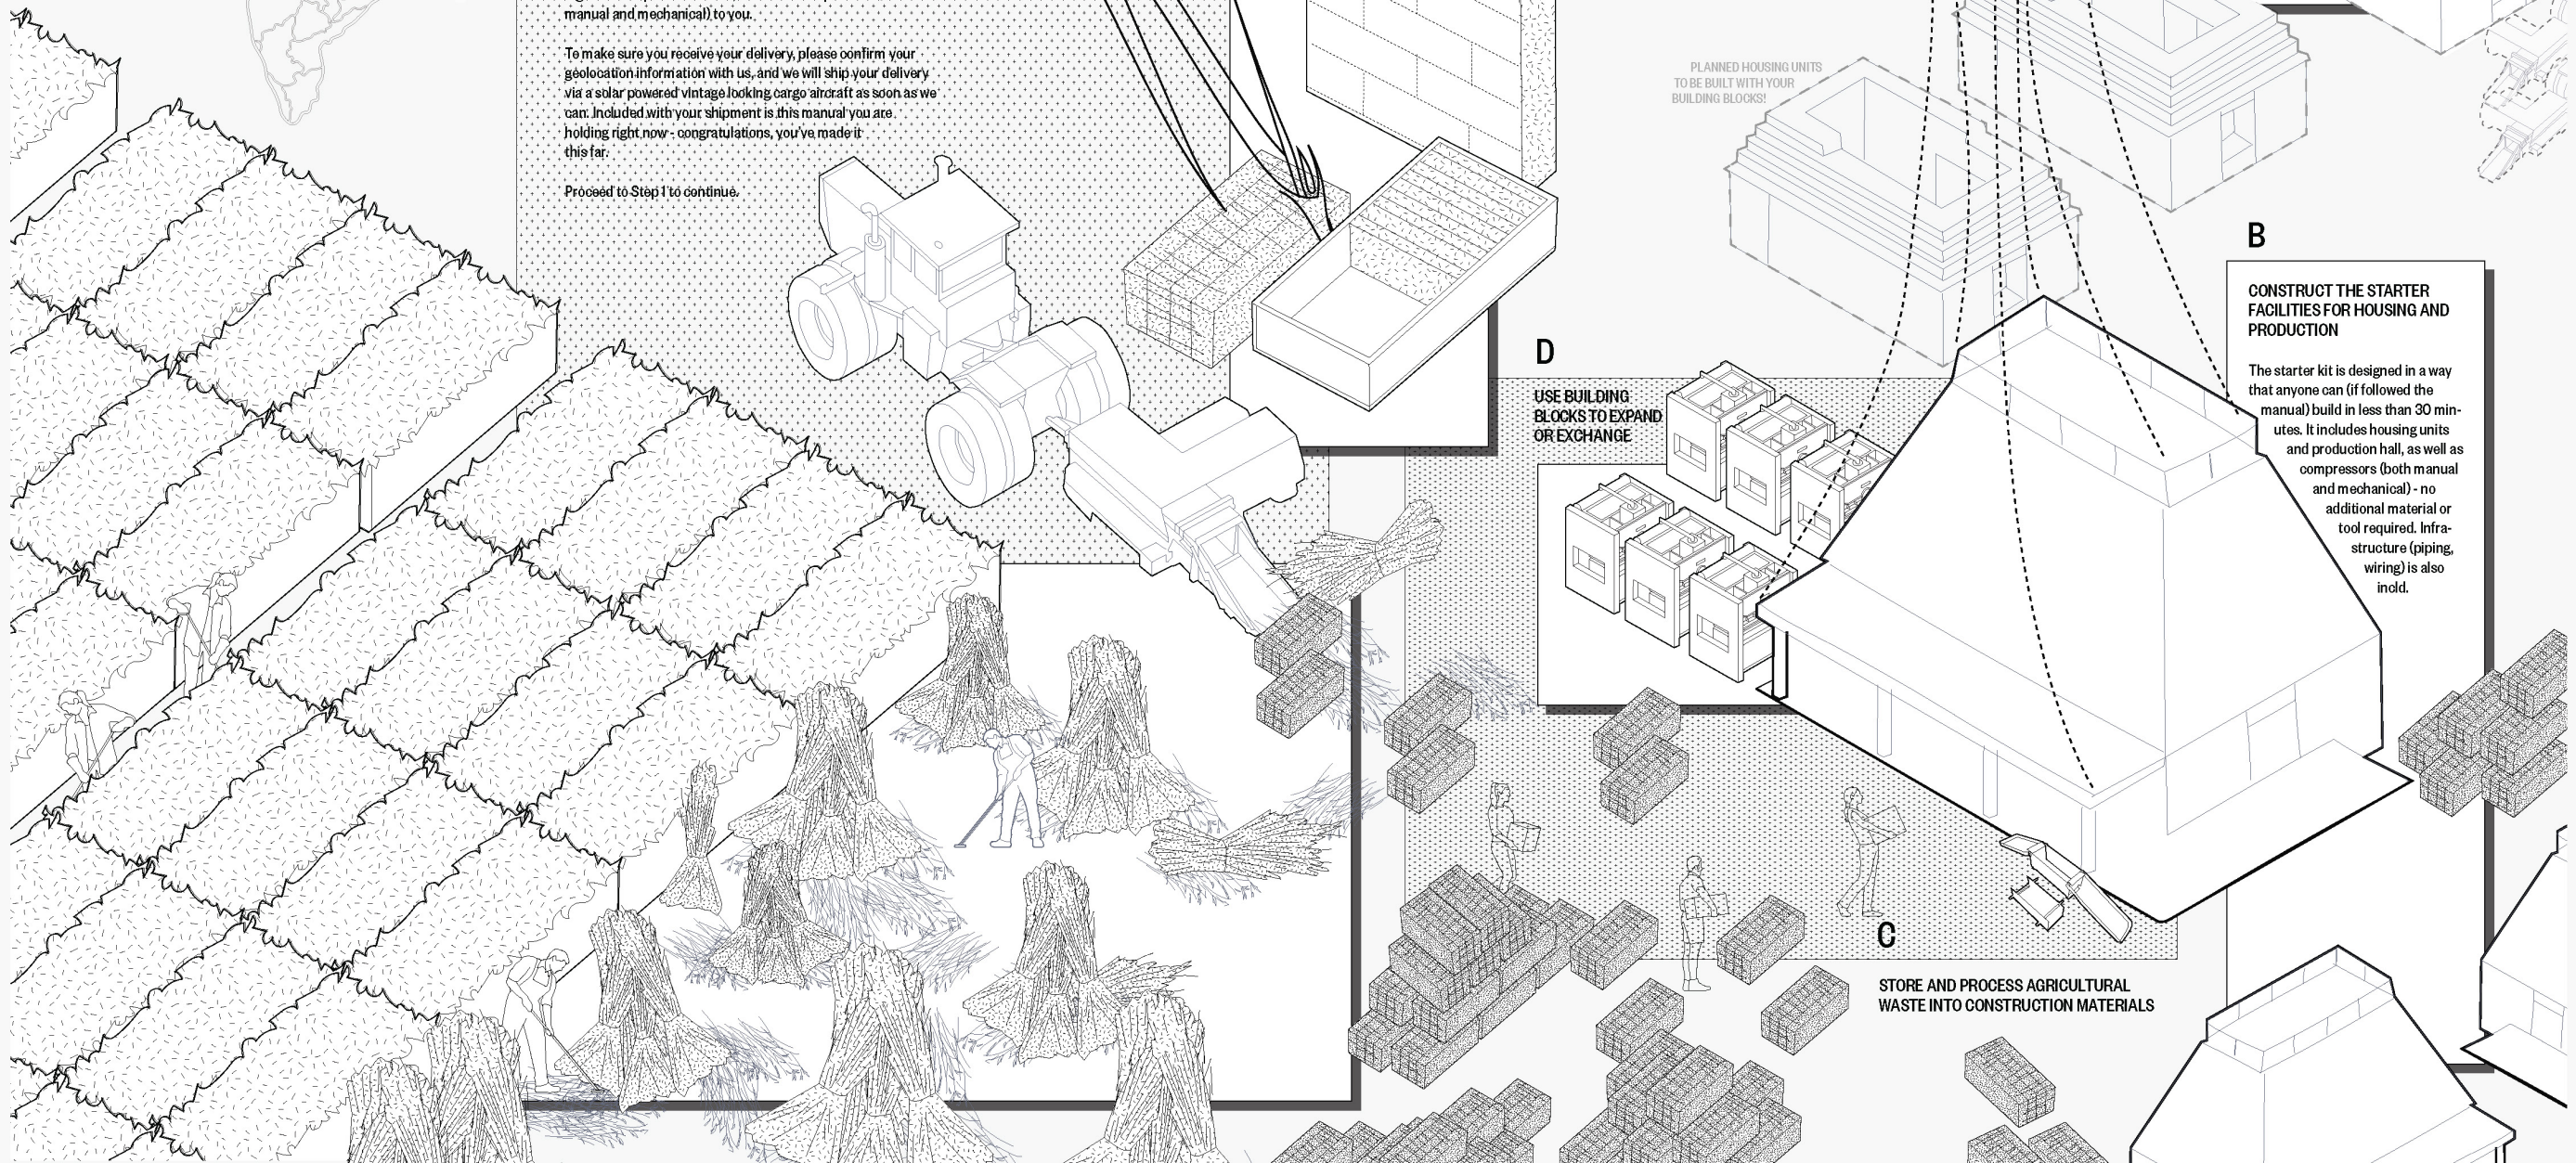 manual and mechanical) to you.
To make sure you receive your delivery, please confirm your
geolocation information with us, and we will ship your delivery
via a solar powered vintage looking cargo aircraft as soon as we
can. Included with your shipment is this manual you are
holding right now - congratulations, you've made it
this far.
Proceed to Step 1 to continue.
PLANNED HOUSING UNITS
TO BE BUILT WITH YOUR
BUILDING BLOCKS!
B
CONSTRUCT THE STARTER
FACILITIES FOR HOUSING AND
PRODUCTION
The starter kit is designed in a way
that anyone can (if followed the
manual) build in less than 30 min-
utes. It includes housing units
and production hall, as well as
compressors (both manual
and mechanical) - no
additional material or
tool required. Infra-
structure (piping,
wiring) is also
incld.
D
USE BUILDING
BLOCKS TO EXPAND
OR EXCHANGE
C
STORE AND PROCESS AGRICULTURAL
WASTE INTO CONSTRUCTION MATERIALS